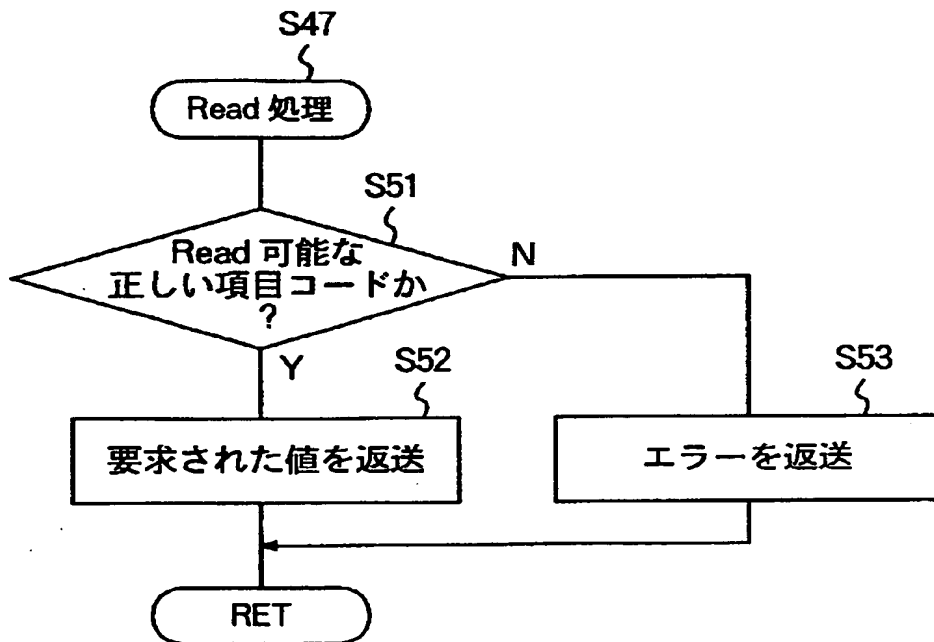 S47
Read 処理
S51
Read 可能な
正しい項目コードか
?
N
Y
S52
S53
要求された値を返送
エラーを返送
RET